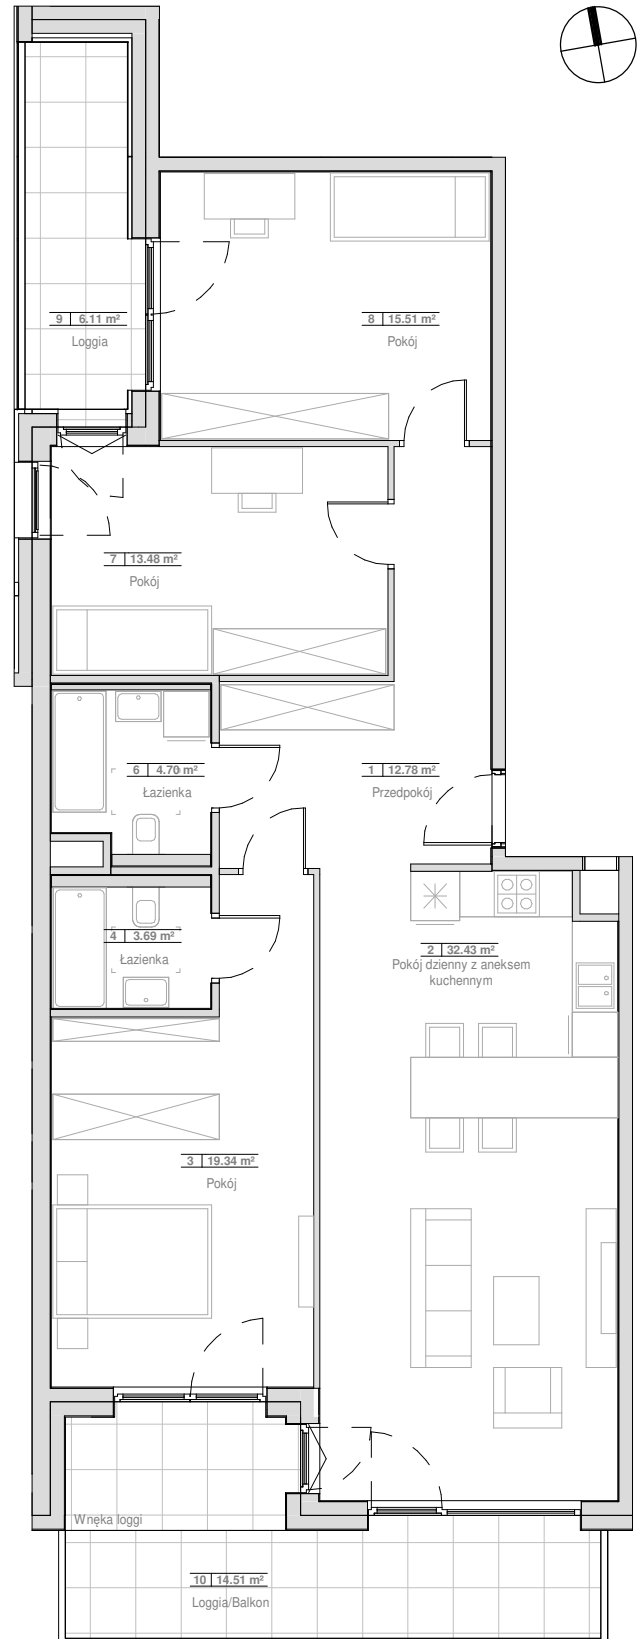 9 6.11 m²
Loggia
8 15.51 m²
Pokój
7 13.48 m²
Pokój
6 4.70 m²
Łazienka
1 12.78 m²
Przedpokój
4 3.69 m²
Łazienka
2 32.43 m²
Pokój dzienny z aneksem
kuchennym
3 19.34 m²
Pokój
Wnęka loggi
10 14.51 m²
Loggia/Balkon